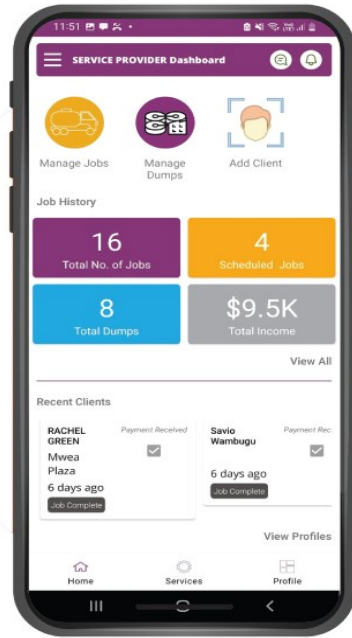 11:51
SERVICE PROVIDER Dashboard
Manage Jobs
Manage
Dumps
Add Client
Job History
16
Total No. of Jobs
4
Scheduled Jobs
8
Total Dumps
$9.5K
Total Income
View All
Recent Clients
RACHEL
GREEN
Payment Received
Mwea
Plaza
6 days ago
Job Complete
Savio
Wambugu
Payment Rec
6 days ago
Job Complete
View Profiles
Home
Services
Profile